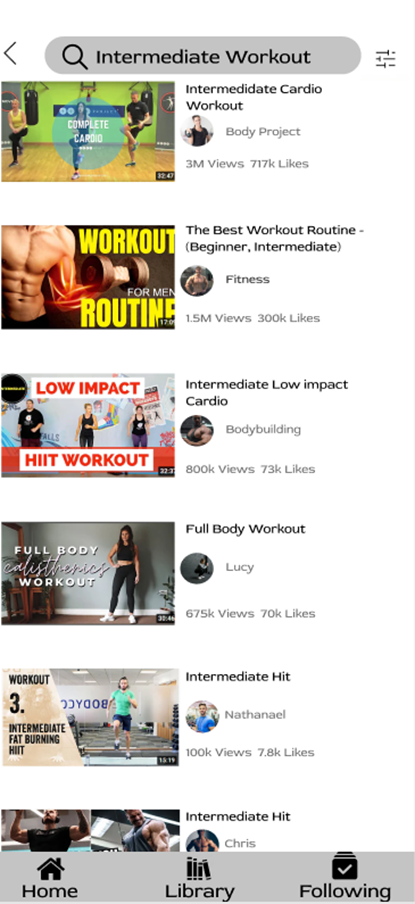 Intermediate Workout
Intermedidate Cardio
Workout
COMPLETE
CARDIO
32:47
Body Project
3M Views 717k Likes
The Best Workout Routine -
(Beginner, Intermediate)
WORKOUT
FOR MEN
ROUTINE
17:09
Fitness
1.5M Views 300k Likes
Intermediate Low impact
Cardio
LOW IMPACT
HIIT WORKOUT
32:37
Bodybuilding
800k Views 73k Likes
Full Body Workout
FULL BODY
calisthenics
WORKOUT
30:46
Lucy
675k Views 70k Likes
Intermediate Hit
WORKOUT
3.
INTERMEDIATE
FAT BURNING
HIIT
15:19
Nathanael
100k Views 7.8k Likes
Intermediate Hit
Chris
Home
Library
Following